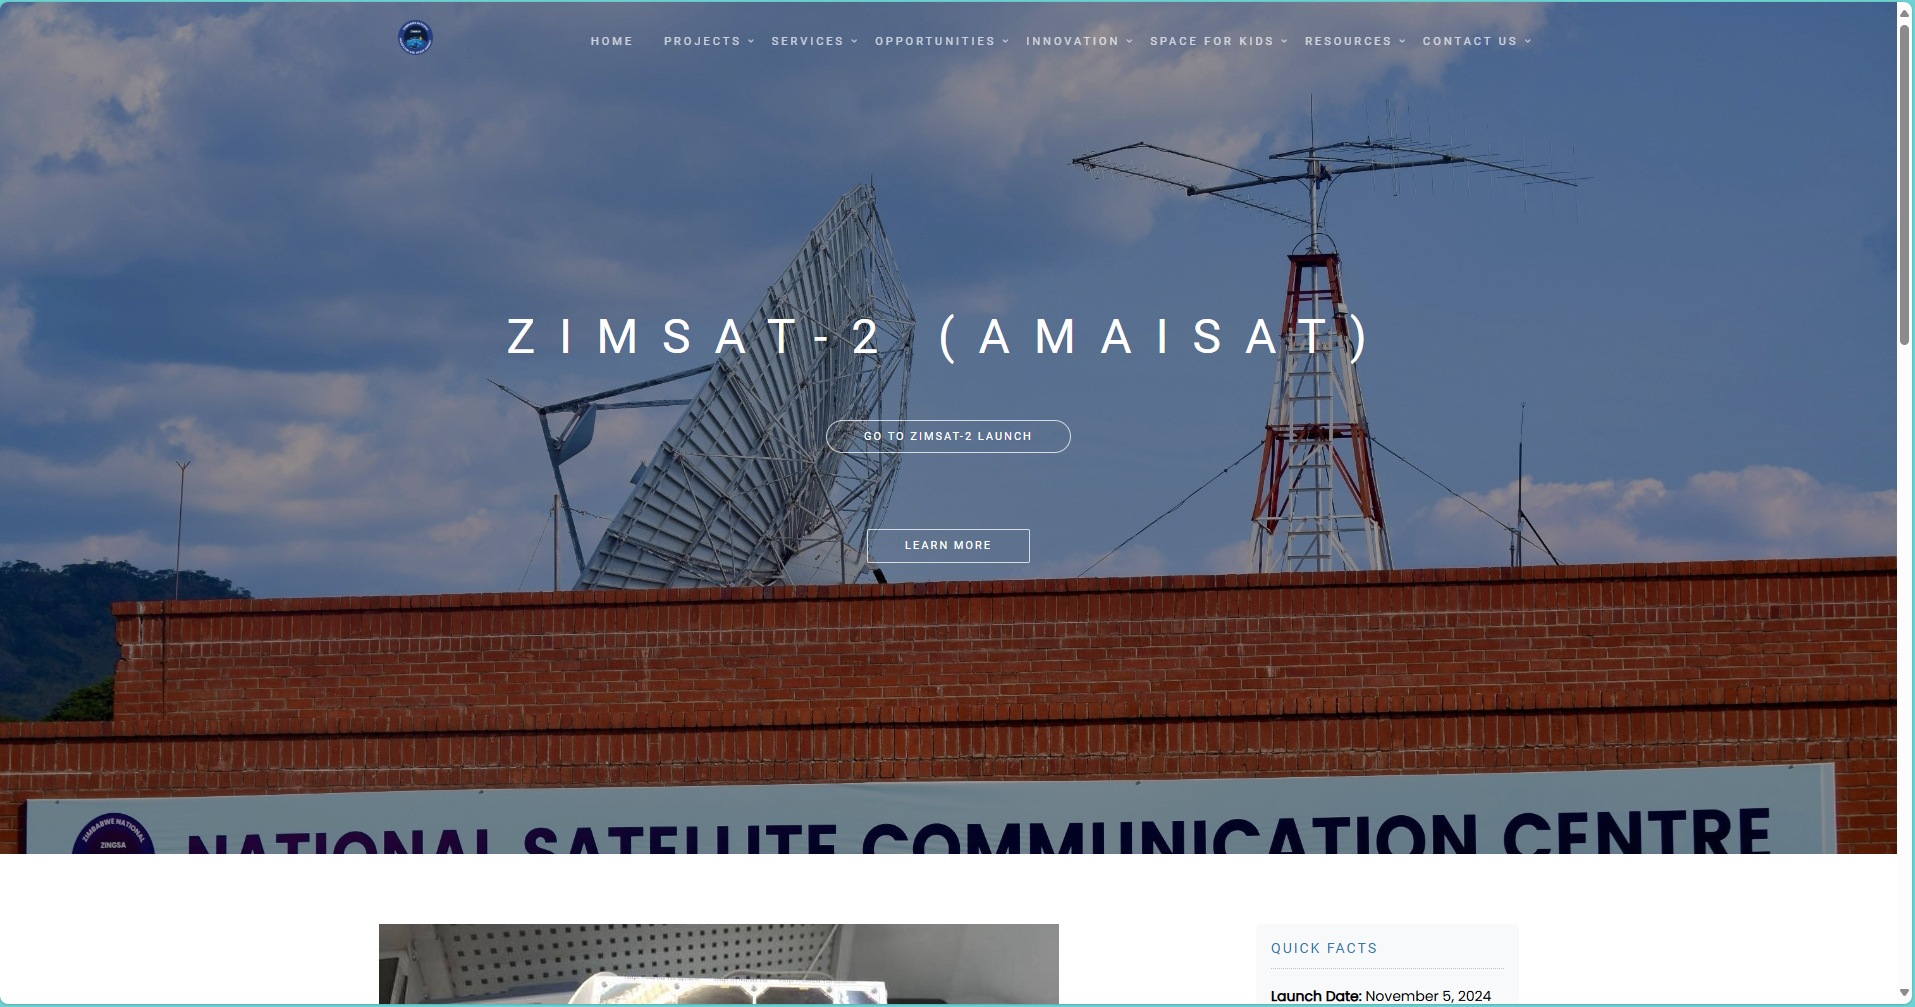 HOME PROJECTS SERVICES OPPORTUNITIES INNOVATION SPACE FOR KIDS RESOURCES CONTACT US
ZIMSAT-2 (AMAISAT)
GO TO ZIMSAT-2 LAUNCH
LEARN MORE
ZIMBABWE NATIONAL
ZINGSA
NATIONAL SATELLITE COMMUNICATION CENTRE
QUICK FACTS
Launch Date: November 5, 2024